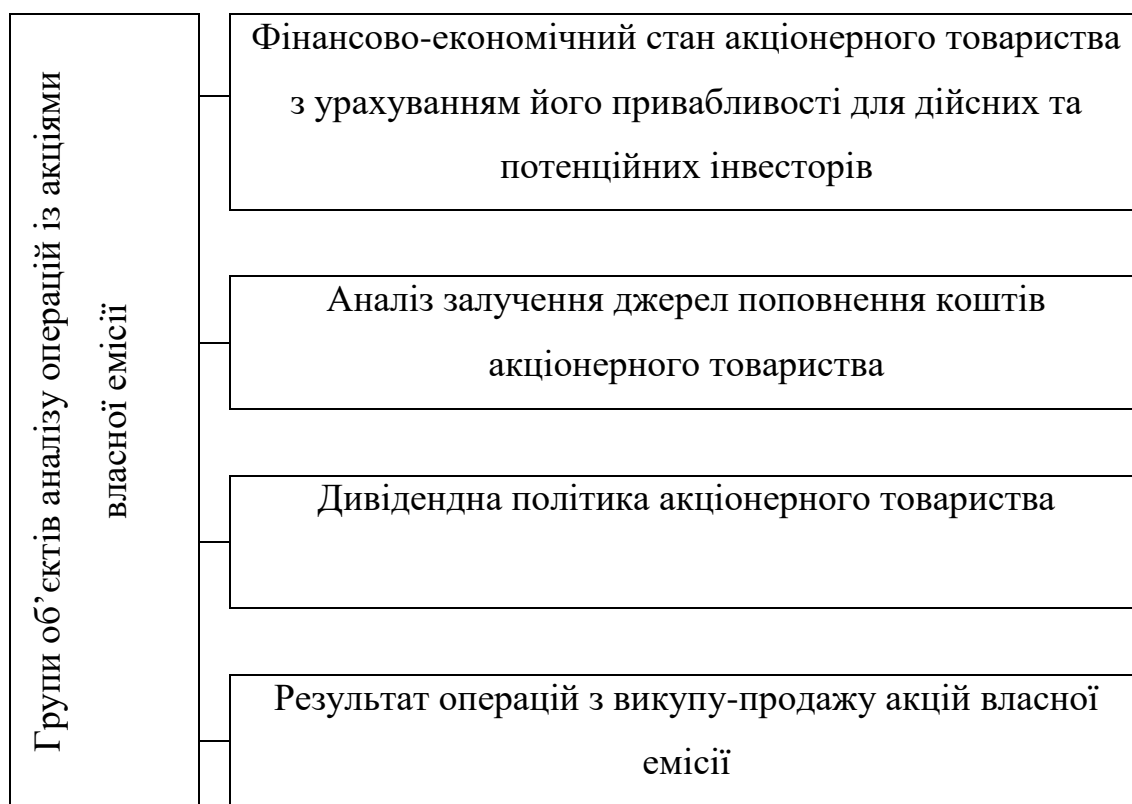 Групи об’єктів аналізу операцій із акціями
власної емісії
Фінансово-економічний стан акціонерного товариства
з урахуванням його привабливості для дійсних та
потенційних інвесторів
Аналіз залучення джерел поповнення коштів
акціонерного товариства
Дивідендна політика акціонерного товариства
Результат операцій з викупу-продажу акцій власної
емісії